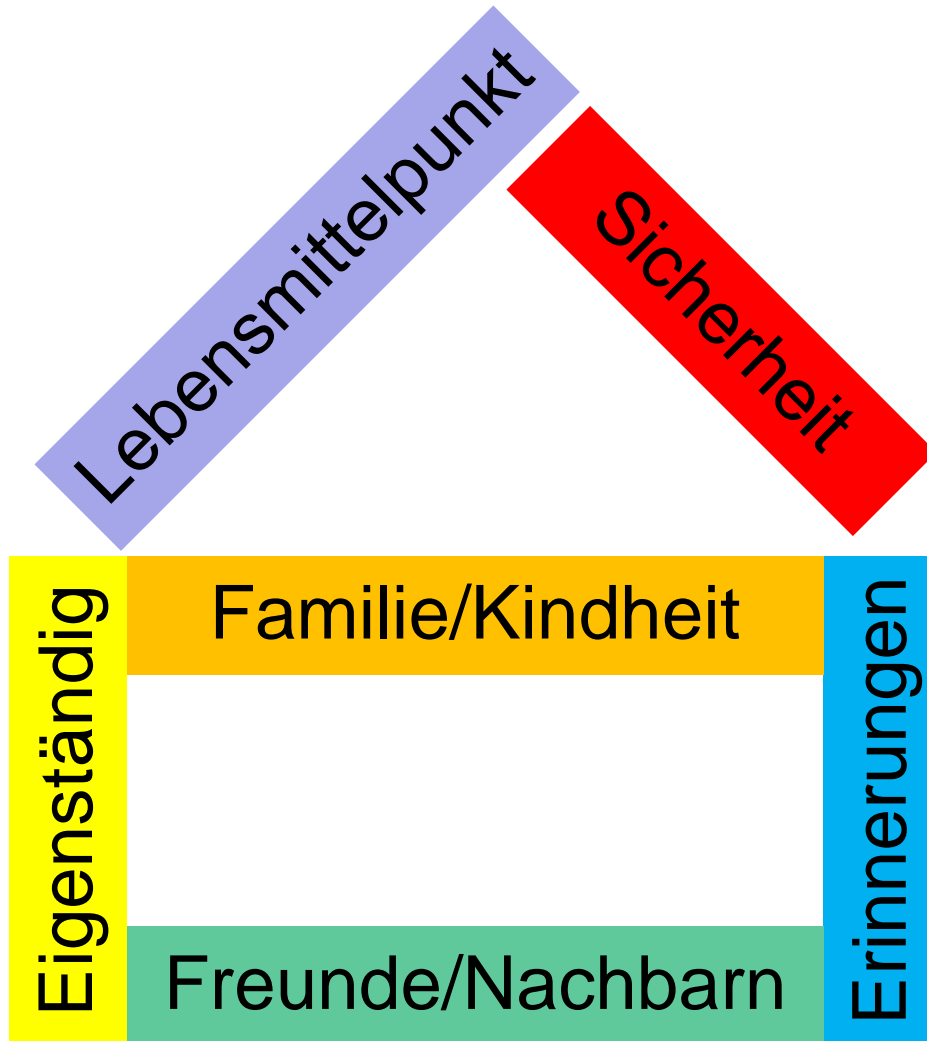 Lebensmittelpunkt
Sicherheit
Familie/Kindheit
Eigenständig
Erinnerungen
Freunde/Nachbarn